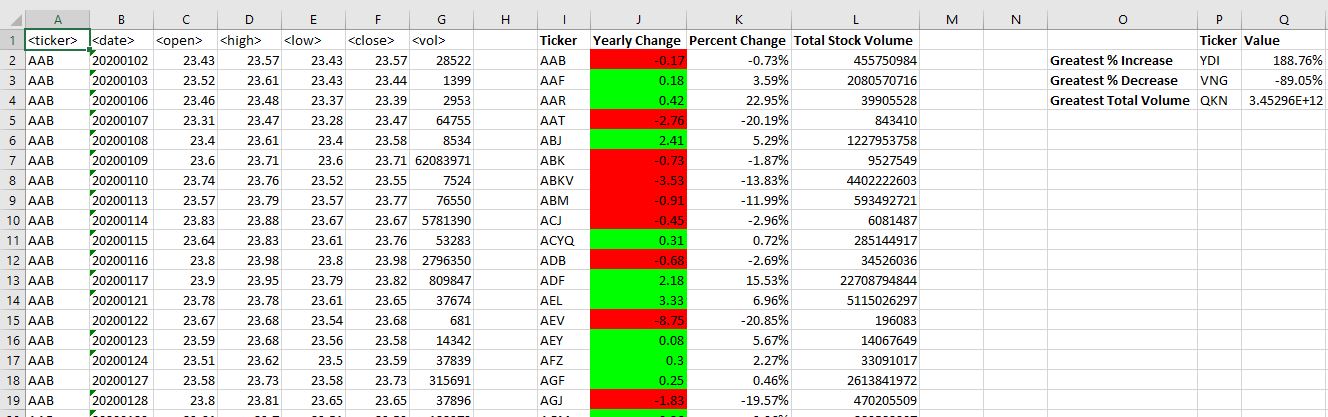 A B C D E F G H I J K L M N O P Q
1 <ticker> <date> <open> <high> <low> <close> <vol> Ticker Yearly Change Percent Change Total Stock Volume Ticker Value
2 AAB 20200102 23.43 23.57 23.43 23.57 28522 AAB -0.17 -0.73% 455750984 Greatest % Increase YDI 188.76%
3 AAB 20200103 23.52 23.61 23.43 23.44 1399 AAF 0.18 3.59% 2080570716 Greatest % Decrease VNG -89.05%
4 AAB 20200106 23.46 23.48 23.37 23.39 2953 AAR 0.42 22.95% 39905528 Greatest Total Volume QKN 3.45296E+12
5 AAB 20200107 23.31 23.47 23.28 23.47 64755 AAT -2.76 -20.19% 843410
6 AAB 20200108 23.4 23.61 23.4 23.58 8534 ABJ 2.41 5.29% 1227953758
7 AAB 20200109 23.6 23.71 23.6 23.71 62083971 ABK -0.73 -1.87% 9527549
8 AAB 20200110 23.74 23.76 23.52 23.55 7524 ABKV -3.53 -13.83% 4402222603
9 AAB 20200113 23.57 23.79 23.57 23.77 76550 ABM -0.91 -11.99% 593492721
10 AAB 20200114 23.83 23.88 23.67 23.67 5781390 ACJ -0.45 -2.96% 6081487
11 AAB 20200115 23.64 23.83 23.61 23.76 53283 ACYQ 0.31 0.72% 285144917
12 AAB 20200116 23.8 23.98 23.8 23.98 2796350 ADB -0.68 -2.69% 34526036
13 AAB 20200117 23.9 23.95 23.79 23.82 809847 ADF 2.18 15.53% 22708794844
14 AAB 20200121 23.78 23.78 23.61 23.65 37674 AEL 3.33 6.96% 5115026297
15 AAB 20200122 23.67 23.68 23.54 23.68 681 AEV -8.75 -20.85% 196083
16 AAB 20200123 23.59 23.68 23.56 23.58 14342 AEY 0.08 5.67% 14067649
17 AAB 20200124 23.51 23.62 23.5 23.59 37839 AFZ 0.3 2.27% 33091017
18 AAB 20200127 23.58 23.73 23.58 23.73 315691 AGF 0.25 0.46% 2613841972
19 AAB 20200128 23.8 23.81 23.65 23.65 37896 AGJ -1.83 -19.57% 470205509